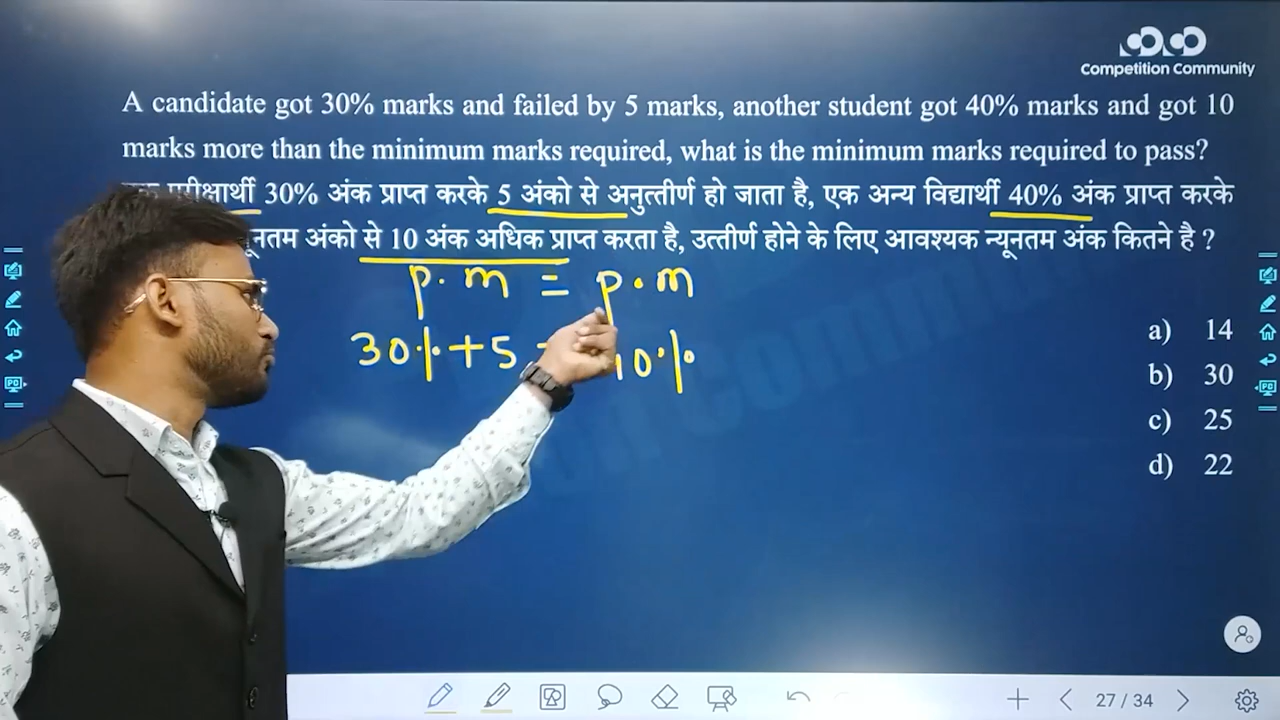 Competition Community
A candidate got 30% marks and failed by 5 marks, another student got 40% marks and got 10
marks more than the minimum marks required, what is the minimum marks required to pass?
परीक्षार्थी 30% अंक प्राप्त करके 5 अंको से अनुत्तीर्ण हो जाता है, एक अन्य विद्यार्थी 40% अंक प्राप्त करके
अंको से 10 अंक अधिक प्राप्त करता है, उत्तीर्ण होने के लिए आवश्यक न्यूनतम अंक कितने है ?
p.m = p.m
30%+5
a) 14
b) 30
c) 25
d) 22
27 / 34